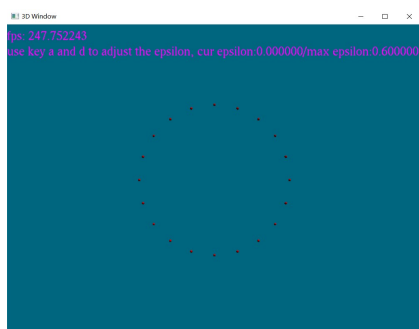 3D Window
fps: 247.752243
use key a and d to adjust the epsilon, cur epsilon:0.000000/max epsilon:0.600000